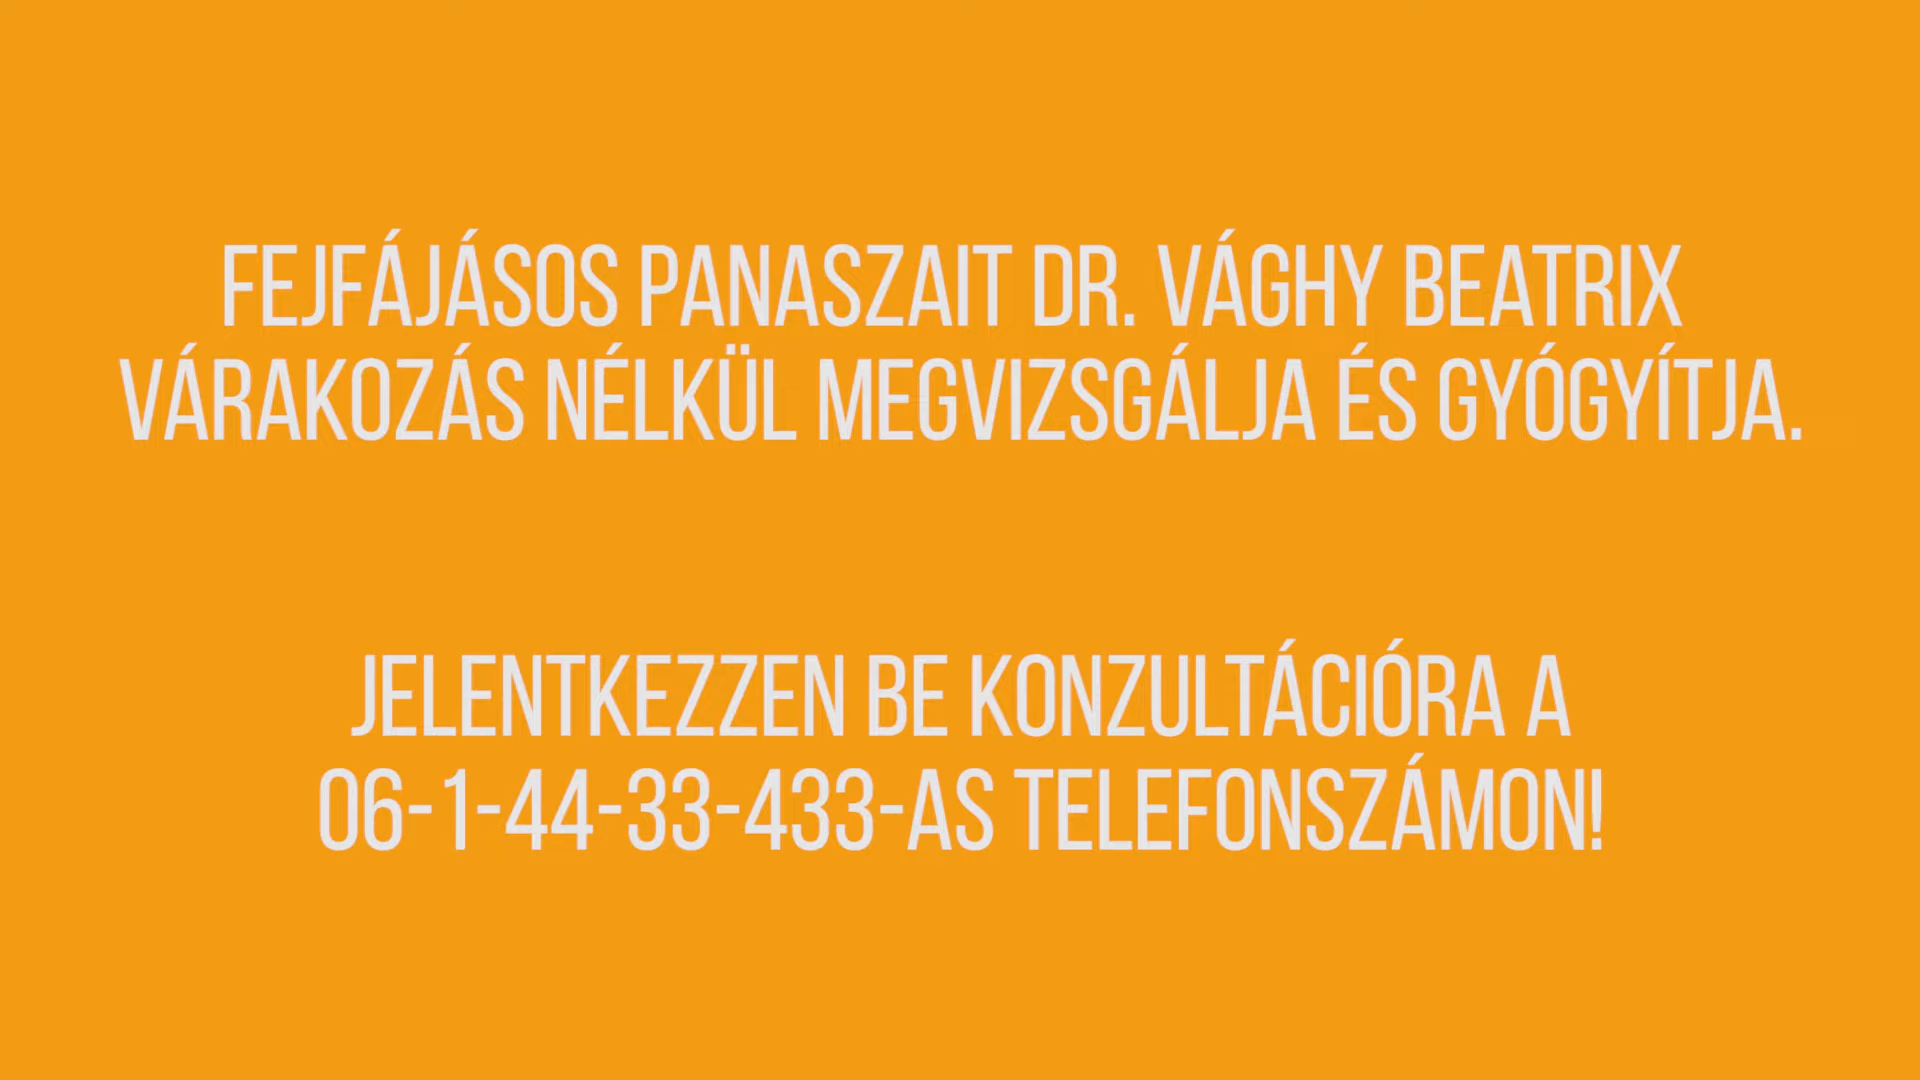 FEJFÁJÁSOS PANASZAIT DR. VÁGHY BEATRIX
VÁRAKOZÁS NÉLKÜL MEGVIZSGÁLJA ÉS GYÓGYÍTJA.
JELENTKEZZEN BE KONZULTÁCIÓRA A
06-1-44-33-433-AS TELEFONSZÁMON!